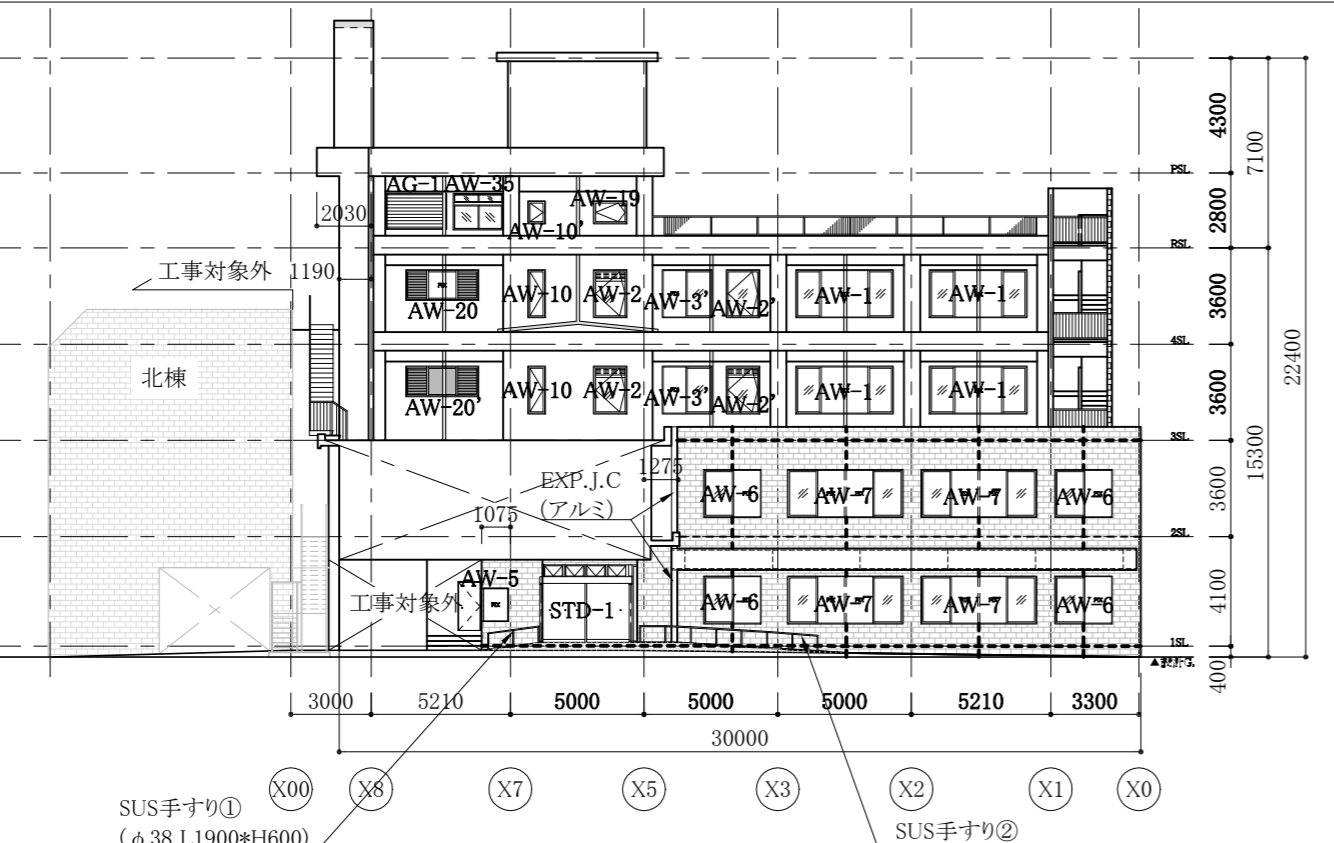 4300
7100
PSL
AG-1
AW-35
AW-19
2030
AW-10'
2800
RSL
工事対象外
1190
AW-20
AW-10
AW-2
AW-3'
AW-2'
AW-1
AW-1
3600
4SL
22400
北棟
AW-20'
AW-10
AW-2
AW-3'
AW-2'
AW-1
AW-1
3600
3SL
15300
EXP.J.C
(アルミ)
1275
1075
AW-6
AW-7
AW-7
AW-6
3600
2SL
AW-5
工事対象外
STD-1
AW-6
AW-7
AW-7
AW-6
4100
1SL
▲設計G.
400
3000
5210
5000
5000
5000
5210
3300
30000
X00
X8
X7
X5
X3
X2
X1
X0
SUS手すり①
(φ38 L1900*H600)
SUS手すり②